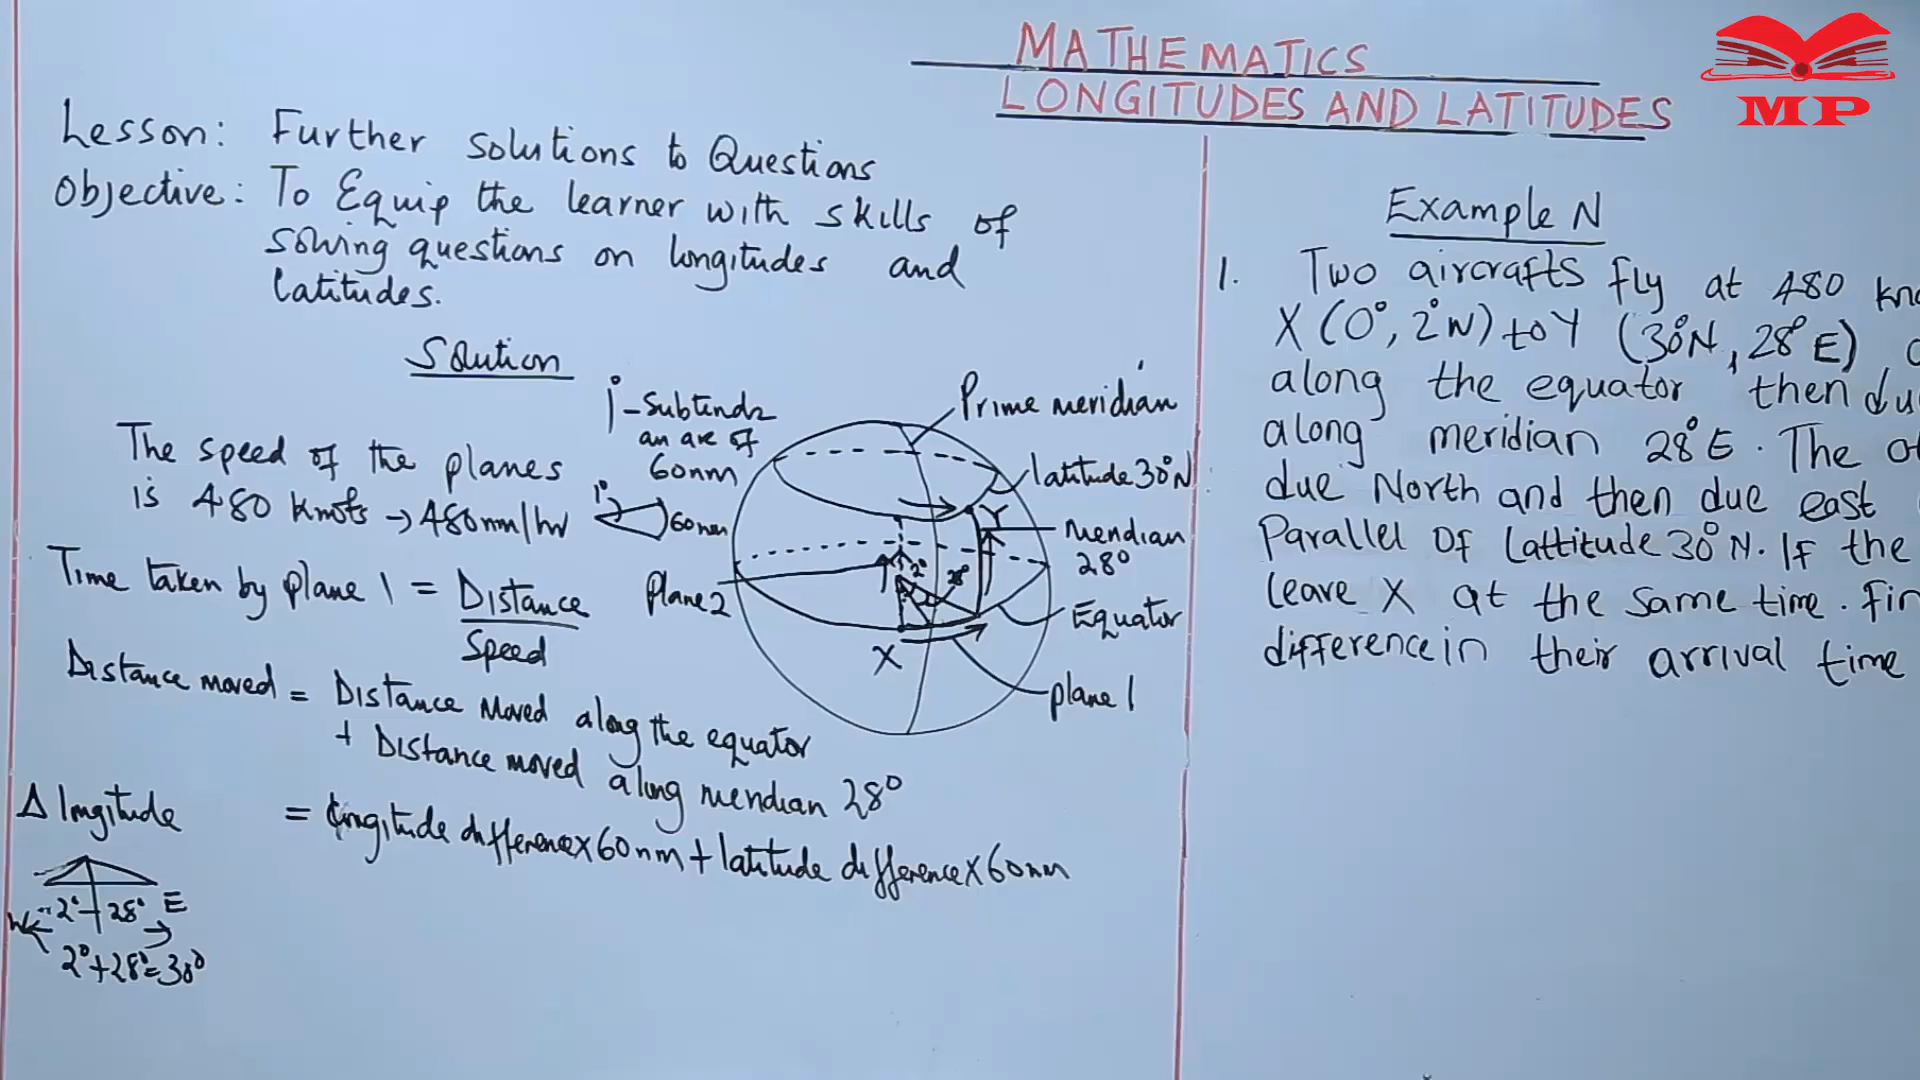 MATHEMATICS
LONGITUDES AND LATITUDES
MP
Lesson: Further solutions to Questions
Objective: To Equip the learner with skills of
solving questions on longitudes and
latitudes.
Solution
The speed of the planes
is 480 knots → 480nm/hr
1° - Subtends
an arc of
60nm
1°
60nm
Prime meridian
latitude 30°N
Y
Meridian
28°
2°
28°
Equator
X
plane 1
Plane 2
Time taken by plane 1 = Distance
Speed
Distance moved = Distance Moved along the equator
+ Distance moved along meridian 28°
= longitude difference×60nm+latitude difference×60nm
Δ longitude
2° 28° E
W
2°+28°=30°
Example N
1. Two aircrafts fly at 480
X (0°, 2°W) to Y (30°N, 28°E)
along the equator then
along meridian 28°E. The
due North and then due east
Parallel Of Lattitude 30°N. If the
leave X at the same time.
difference in their arrival time